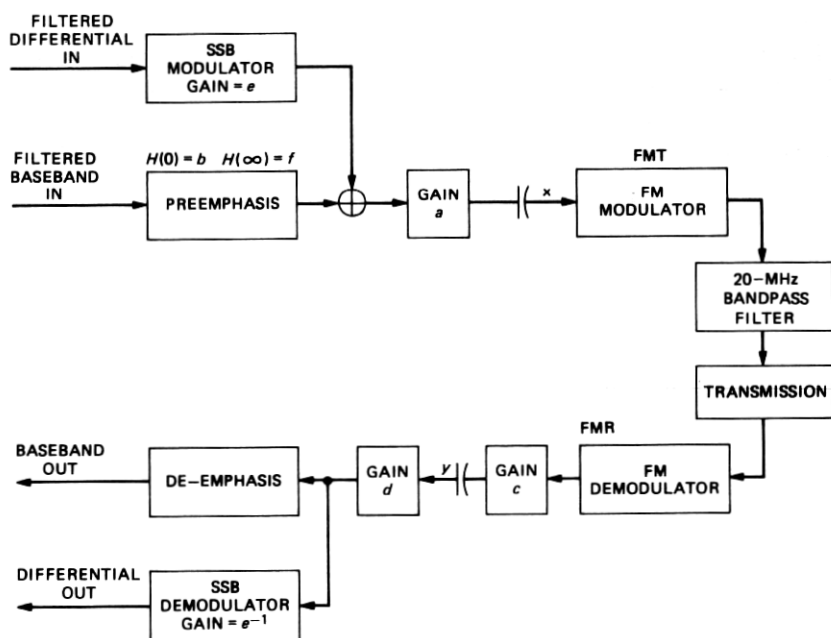 FILTERED
DIFFERENTIAL
IN
SSB
MODULATOR
GAIN = e
FILTERED
BASEBAND
IN
H(0) = b H(∞) = f
PREEMPHASIS
GAIN
a
x
FMT
FM
MODULATOR
20-MHz
BANDPASS
FILTER
TRANSMISSION
FMR
FM
DEMODULATOR
GAIN
c
y
GAIN
d
BASEBAND
OUT
DE-EMPHASIS
DIFFERENTIAL
OUT
SSB
DEMODULATOR
GAIN = e⁻¹